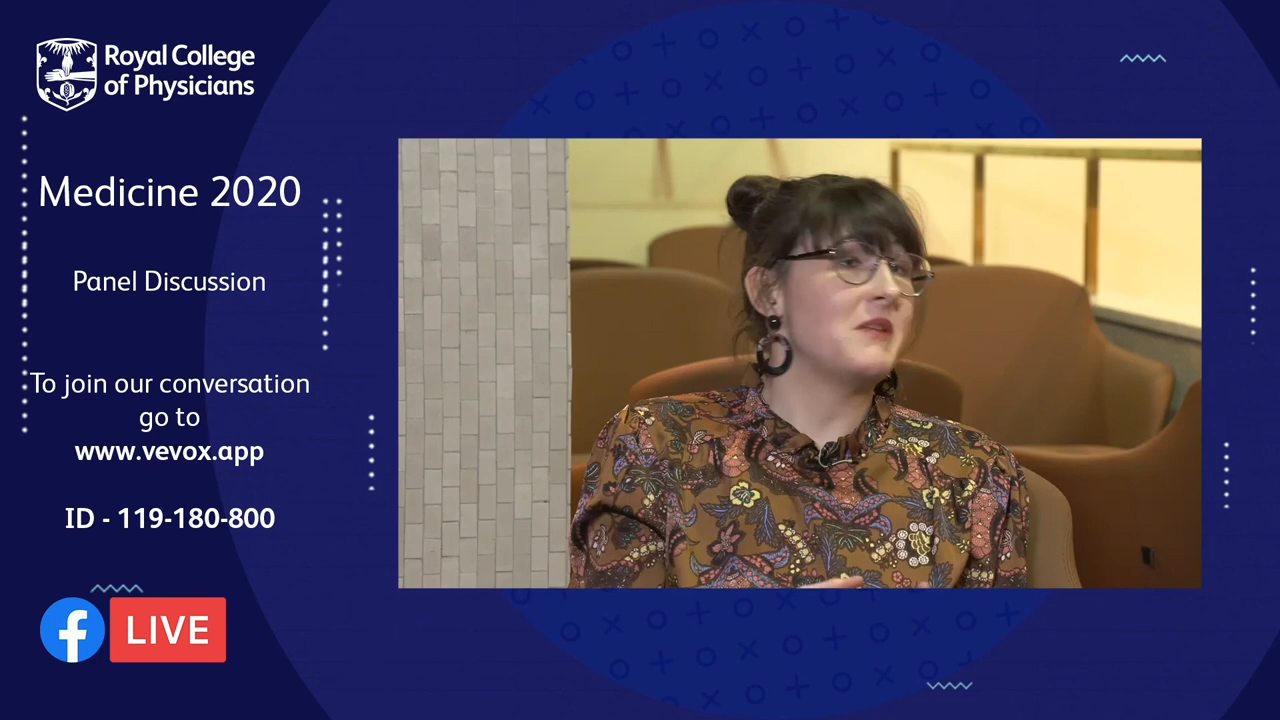 Royal College
of Physicians
Medicine 2020
Panel Discussion
To join our conversation
go to
www.vevox.app
ID - 119-180-800
f
LIVE